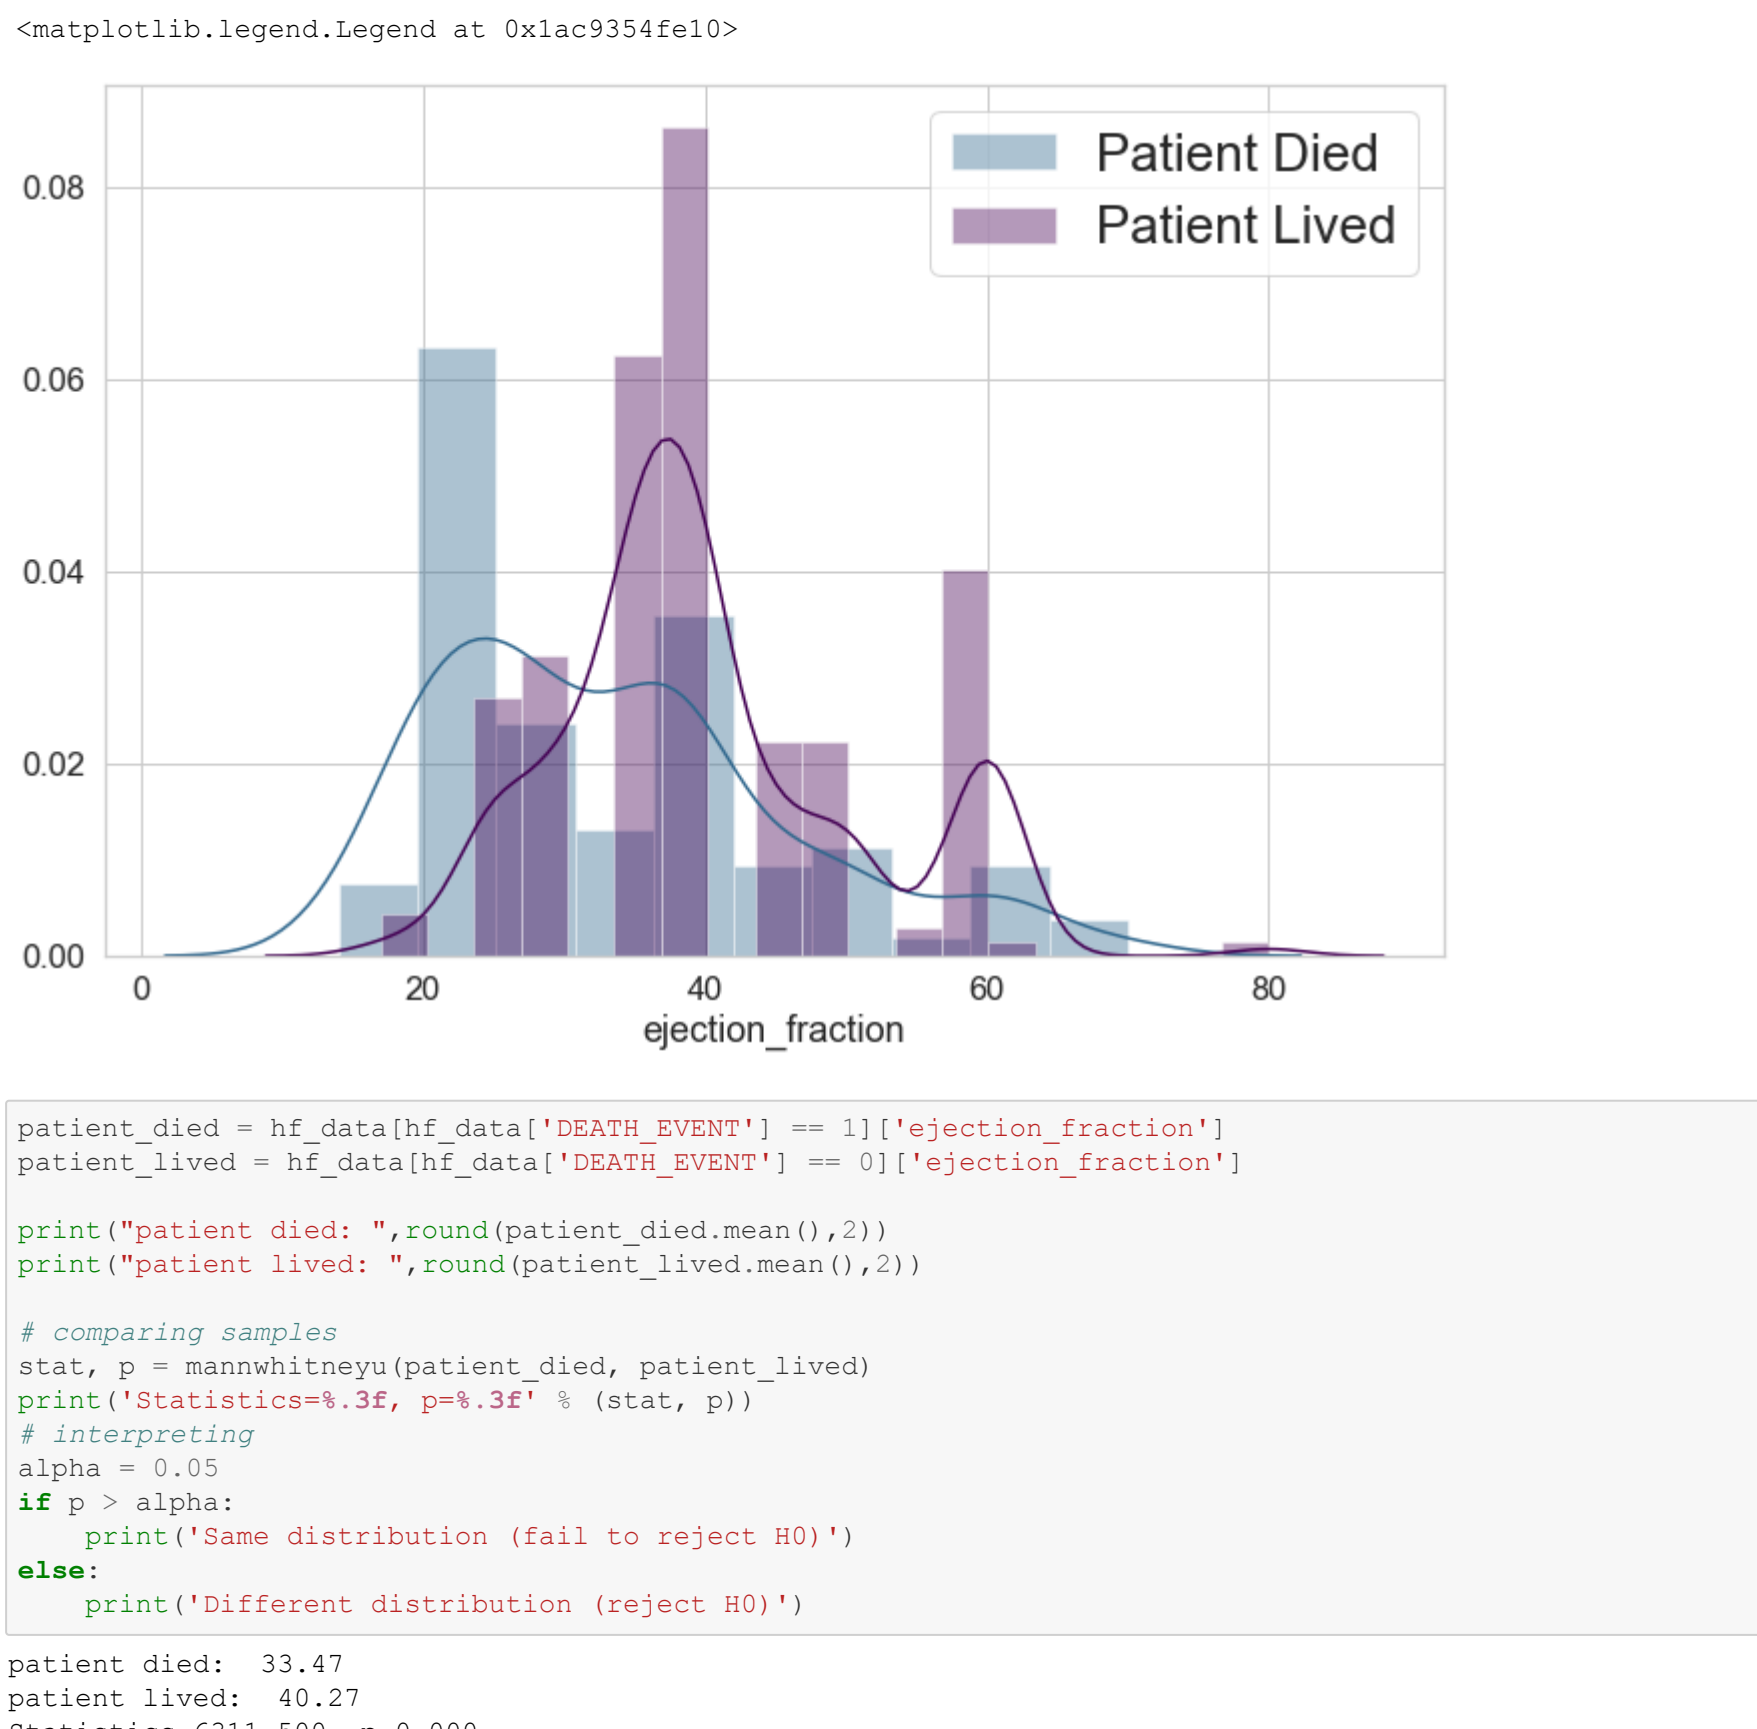 <matplotlib.legend.Legend at 0x1ac9354fe10>
Patient Died
Patient Lived
0.08
0.06
0.04
0.02
0.00
0 20 40 60 80
ejection_fraction
patient_died = hf_data[hf_data['DEATH_EVENT'] == 1]['ejection_fraction']
patient_lived = hf_data[hf_data['DEATH_EVENT'] == 0]['ejection_fraction']
print("patient died: ",round(patient_died.mean(),2))
print("patient lived: ",round(patient_lived.mean(),2))
# comparing samples
stat, p = mannwhitneyu(patient_died, patient_lived)
print('Statistics=%.3f, p=%.3f' % (stat, p))
# interpreting
alpha = 0.05
if p > alpha:
    print('Same distribution (fail to reject H0)')
else:
    print('Different distribution (reject H0)')
patient died:  33.47
patient lived:  40.27